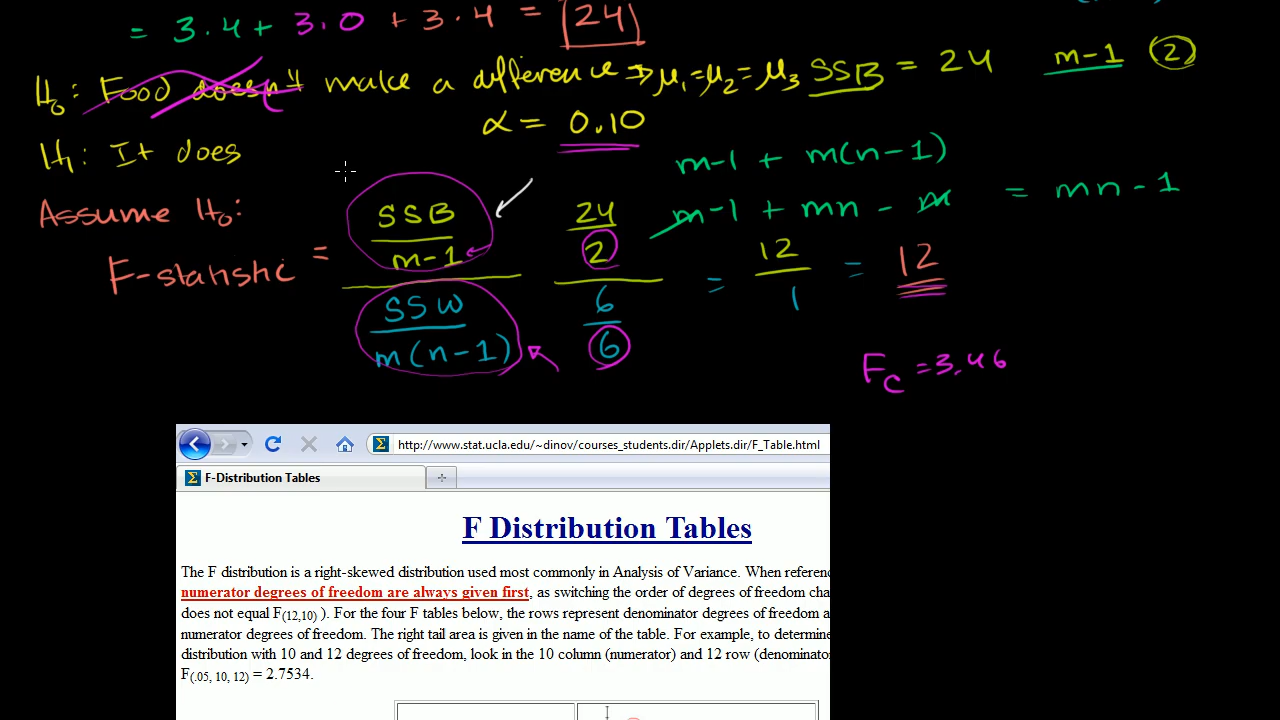 = 3.4 + 3.0 + 3.4 = 24
H0: Food doesn't make a difference ⇒ μ1=μ2=μ3 SSB = 24 m-1 2
α = 0.10
H1: It does
m-1 + m(n-1)
m-1 + mn - m = mn - 1
Assume H0:
F-statistic = SSB / m-1 / SSW / m(n-1) 24 / 2 / 6 / 6 = 12 / 1 = 12
FC = 3.46
http://www.stat.ucla.edu/~dinov/courses_students.dir/Applets.dir/F_Table.html
F-Distribution Tables
F Distribution Tables
The F distribution is a right-skewed distribution used most commonly in Analysis of Variance. When referenc
numerator degrees of freedom are always given first, as switching the order of degrees of freedom cha
does not equal F(12,10) ). For the four F tables below, the rows represent denominator degrees of freedom a
numerator degrees of freedom. The right tail area is given in the name of the table. For example, to determine
distribution with 10 and 12 degrees of freedom, look in the 10 column (numerator) and 12 row (denominator
F(.05, 10, 12) = 2.7534.